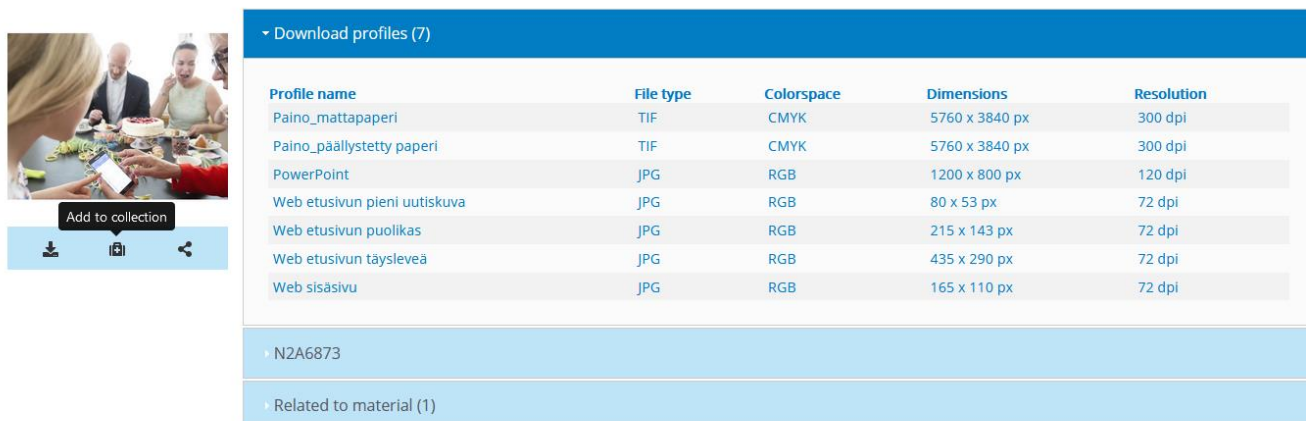 Download profiles (7)
Profile name File type Colorspace Dimensions Resolution
Paino_mattapaperi TIF CMYK 5760 x 3840 px 300 dpi
Paino_päällystetty paperi TIF CMYK 5760 x 3840 px 300 dpi
PowerPoint JPG RGB 1200 x 800 px 120 dpi
Web etusivun pieni uutiskuva JPG RGB 80 x 53 px 72 dpi
Web etusivun puolikas JPG RGB 215 x 143 px 72 dpi
Web etusivun täysleveä JPG RGB 435 x 290 px 72 dpi
Web sisäsivu JPG RGB 165 x 110 px 72 dpi
Add to collection
N2A6873
Related to material (1)